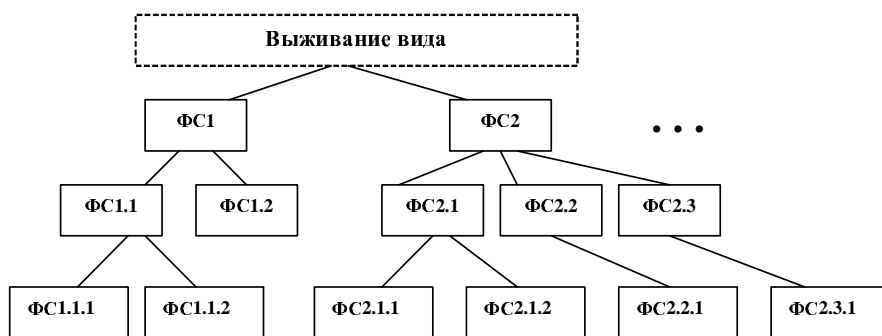 Выживание вида
ФС1 ФС2 ...
ФС1.1 ФС1.2 ФС2.1 ФС2.2 ФС2.3
ФС1.1.1 ФС1.1.2 ФС2.1.1 ФС2.1.2 ФС2.2.1 ФС2.3.1